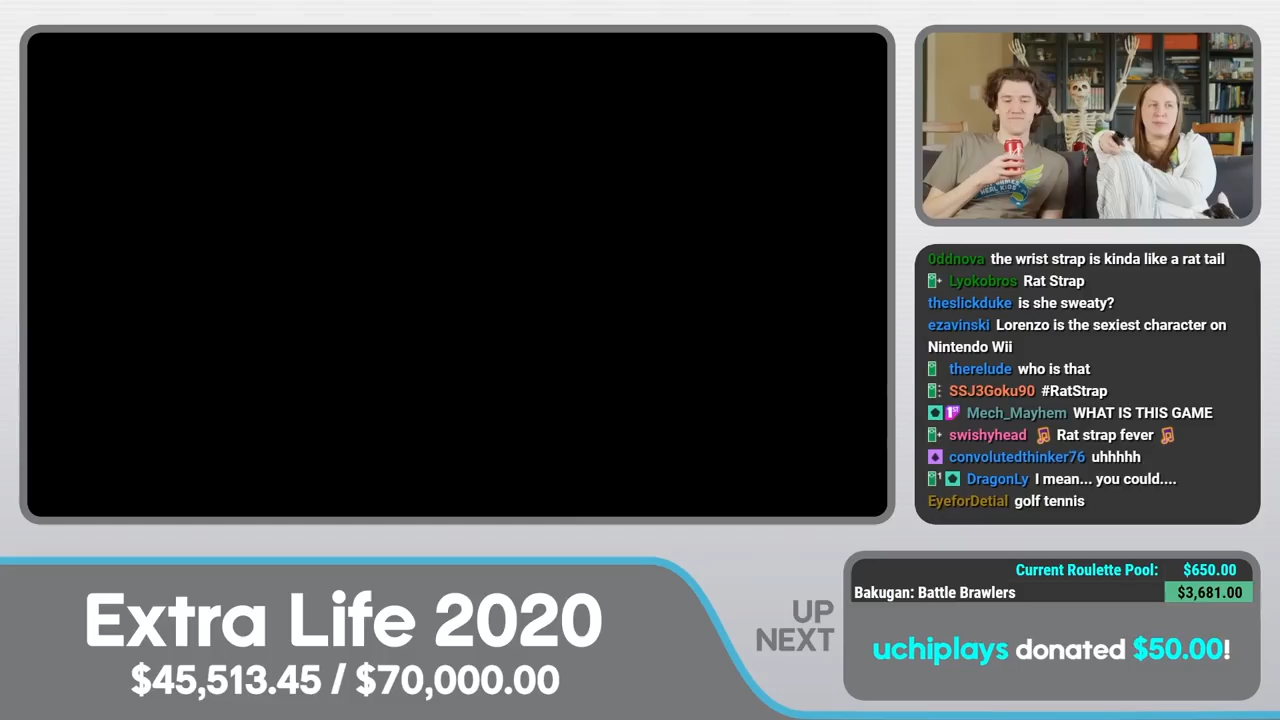 0ddnova the wrist strap is kinda like a rat tail
Lyokobros Rat Strap
theslickduke is she sweaty?
ezavinski Lorenzo is the sexiest character on
Nintendo Wii
therelude who is that
SSJ3Goku90 #RatStrap
Mech_Mayhem WHAT IS THIS GAME
swishyhead Rat strap fever
convolutedthinker76 uhhhhh
DragonLy I mean... you could....
EyeforDetial golf tennis
Extra Life 2020
$45,513.45 / $70,000.00
UP
NEXT
Current Roulette Pool: $650.00
Bakugan: Battle Brawlers $3,681.00
uchiplays donated $50.00!